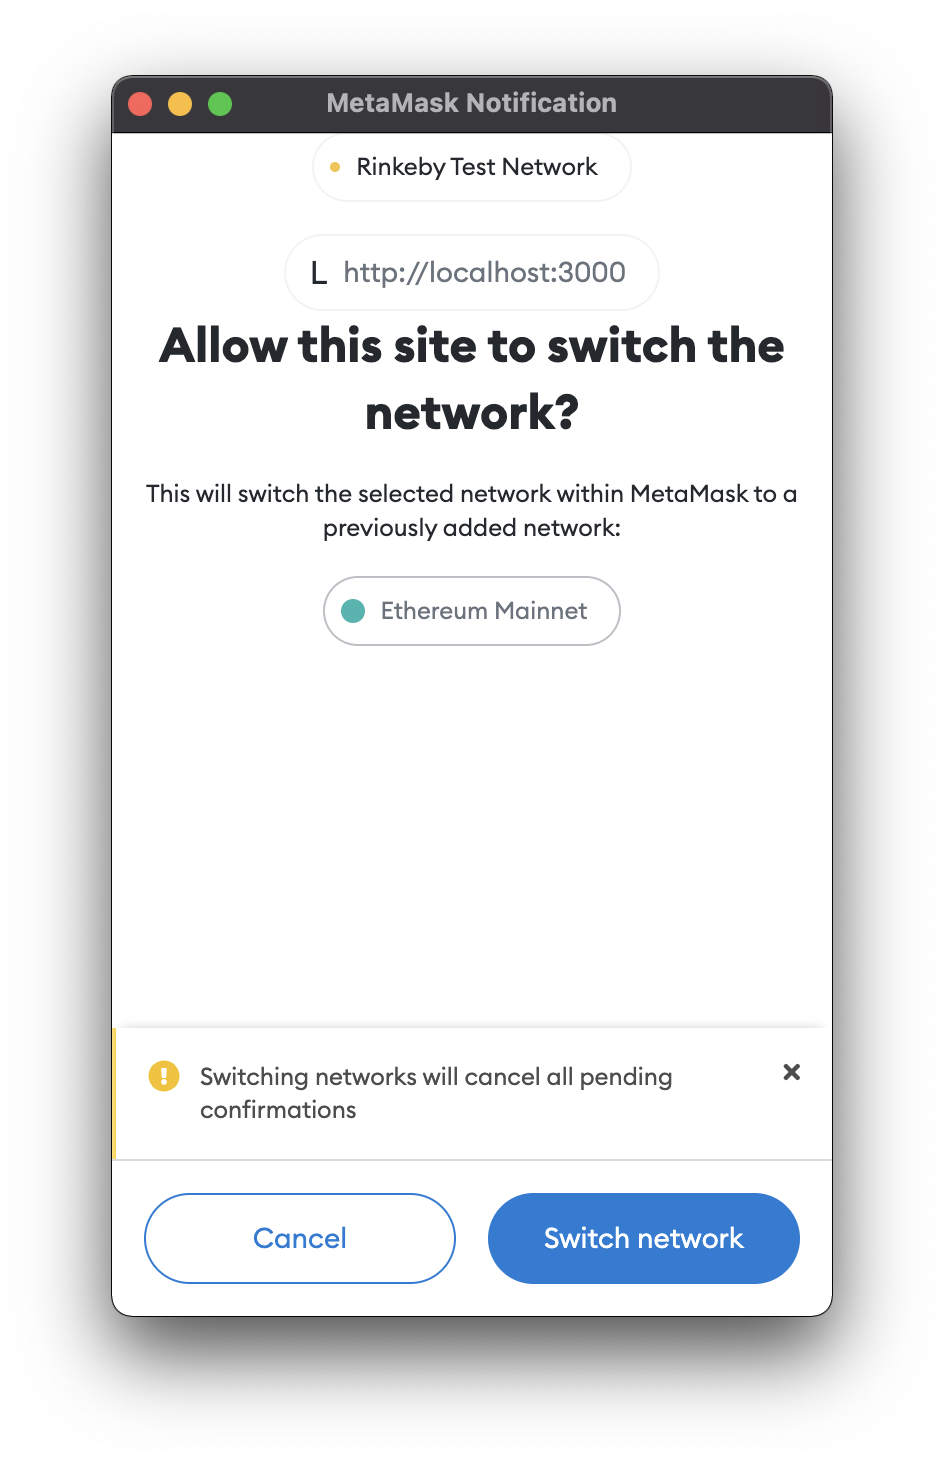 MetaMask Notification
Rinkeby Test Network
L http://localhost:3000
Allow this site to switch the
network?
This will switch the selected network within MetaMask to a
previously added network:
Ethereum Mainnet
Switching networks will cancel all pending
confirmations
Cancel
Switch network